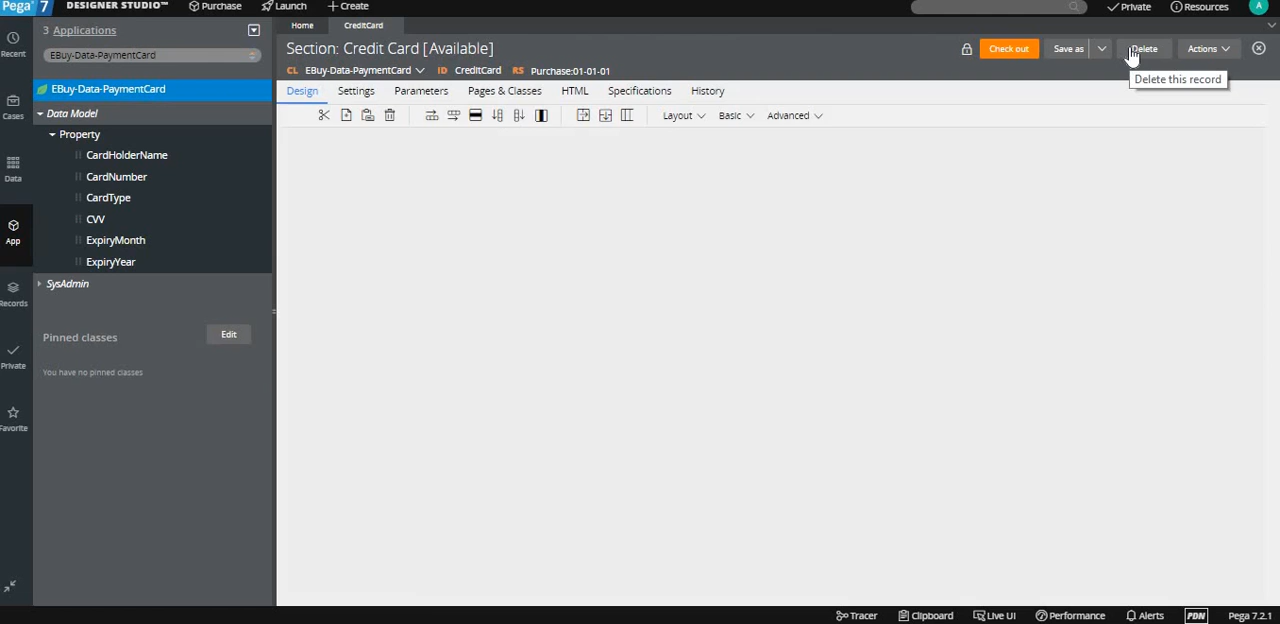 Pega 7 DESIGNER STUDIO™ Purchase Launch + Create Private Resources A
3 Applications Home CreditCard
Recent EBuy-Data-PaymentCard Section: Credit Card [Available] Check out Save as Delete Actions
CL EBuy-Data-PaymentCard ID CreditCard RS Purchase:01-01-01 Delete this record
EBuy-Data-PaymentCard Design Settings Parameters Pages & Classes HTML Specifications History
Cases Data Model Layout Basic Advanced
Property
CardHolderName
Data CardNumber
CardType
CVV
App ExpiryMonth
ExpiryYear
SysAdmin
Records
Pinned classes Edit
Private You have no pinned classes
Favorite
Tracer Clipboard Live UI Performance Alerts PDN Pega 7.2.1